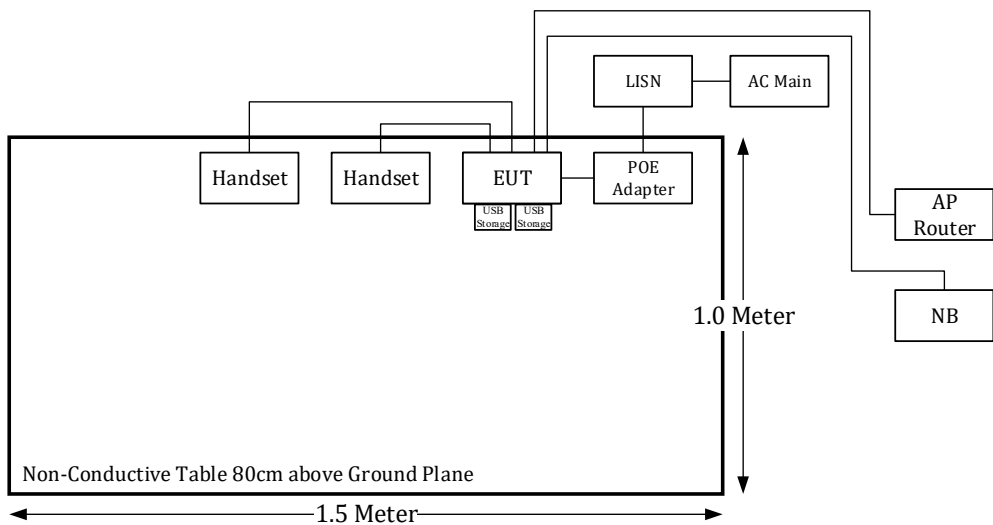 LISN
AC Main
Handset
Handset
EUT
POE
Adapter
USB
Storage
USB
Storage
AP
Router
NB
1.0 Meter
Non-Conductive Table 80cm above Ground Plane
1.5 Meter